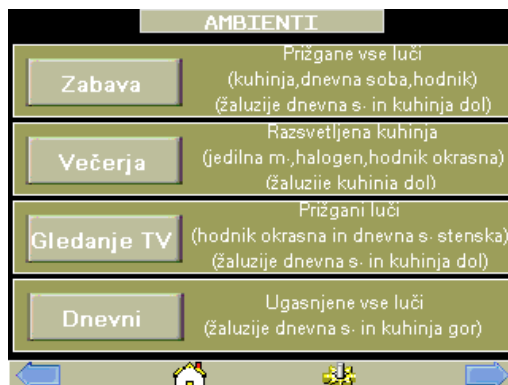 AMBIENTI
Zabava
Prižgane vse luči
(kuhinja,dnevna soba,hodnik)
(žaluzije dnevna s. in kuhinja dol)
Večerja
Razsvetljena kuhinja
(jedilna m.,halogen,hodnik okrasna)
(žaluzije kuhinja dol)
Gledanje TV
Prižgani luči
(hodnik okrasna in dnevna s. stenska)
(žaluzije dnevna s. in kuhinja dol)
Dnevni
Ugasnjene vse luči
(žaluzije dnevna s. in kuhinja gor)